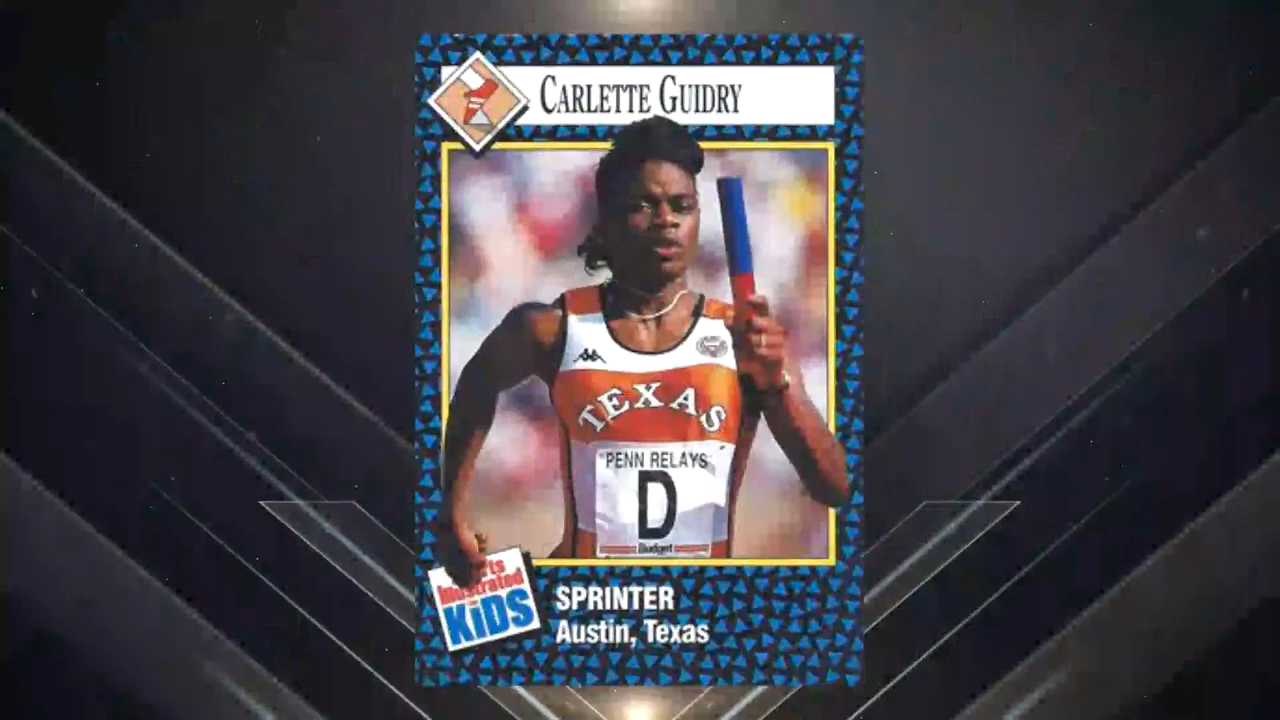 CARLETTE GUIDRY
TEXAS
PENN RELAYS
D
Budget
Illustrated
KiDS
SPRINTER
Austin, Texas